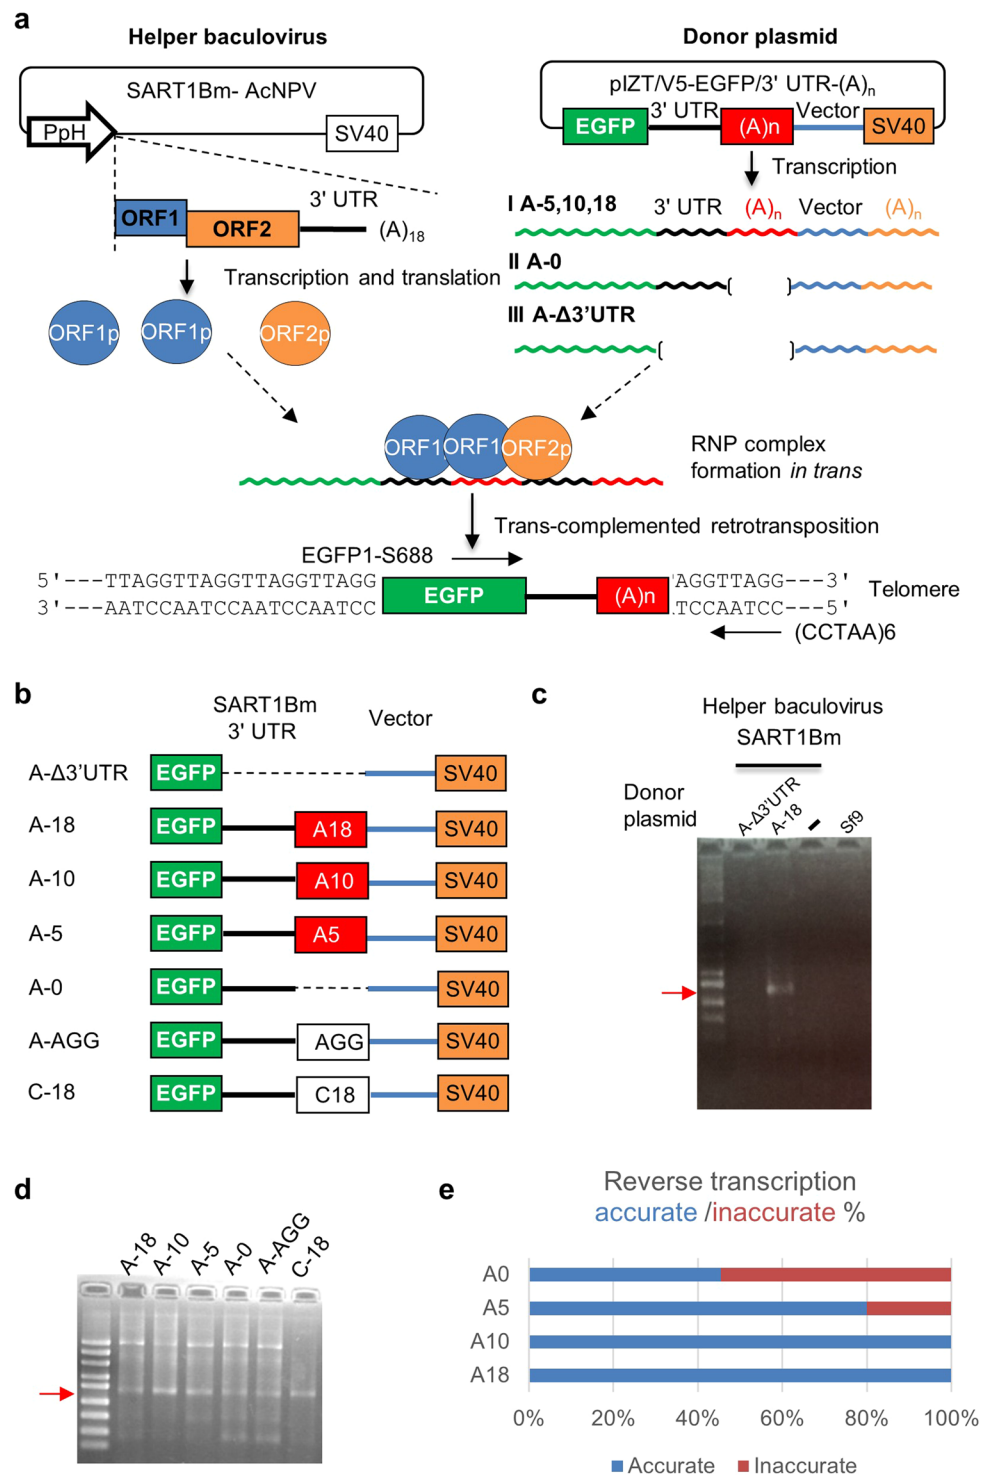 a
Helper baculovirus
Donor plasmid
SART1Bm- AcNPV
PpH
SV40
pIZT/V5-EGFP/3' UTR-(A)n
3' UTR
Vector
EGFP
(A)n
SV40
Transcription
3' UTR
ORF1
ORF2
(A)18
Transcription and translation
ORF1p
ORF1p
ORF2p
I A-5,10,18
3' UTR
(A)n
Vector
(A)n
II A-0
III A-Δ3'UTR
ORF1
ORF1
ORF2p
RNP complex
formation in trans
Trans-complemented retrotransposition
EGFP1-S688
5'---TTAGGTTAGGTTAGGTTAGG
EGFP
(A)n
AGGTTAGG---3'
3'---AATCCAATCCAATCCAATCC
TCCAATCC---5'
Telomere
(CCTAA)6
b
SART1Bm
3' UTR
Vector
A-Δ3'UTR
EGFP
SV40
A-18
EGFP
A18
SV40
A-10
EGFP
A10
SV40
A-5
EGFP
A5
SV40
A-0
EGFP
SV40
A-AGG
EGFP
AGG
SV40
C-18
EGFP
C18
SV40
c
Helper baculovirus
SART1Bm
Donor
plasmid
A-Δ3'UTR
A-18
-
Sf9
d
A-18
A-10
A-5
A-0
A-AGG
C-18
e
Reverse transcription
accurate /inaccurate %
A0
A5
A10
A18
0%
20%
40%
60%
80%
100%
Accurate
Inaccurate